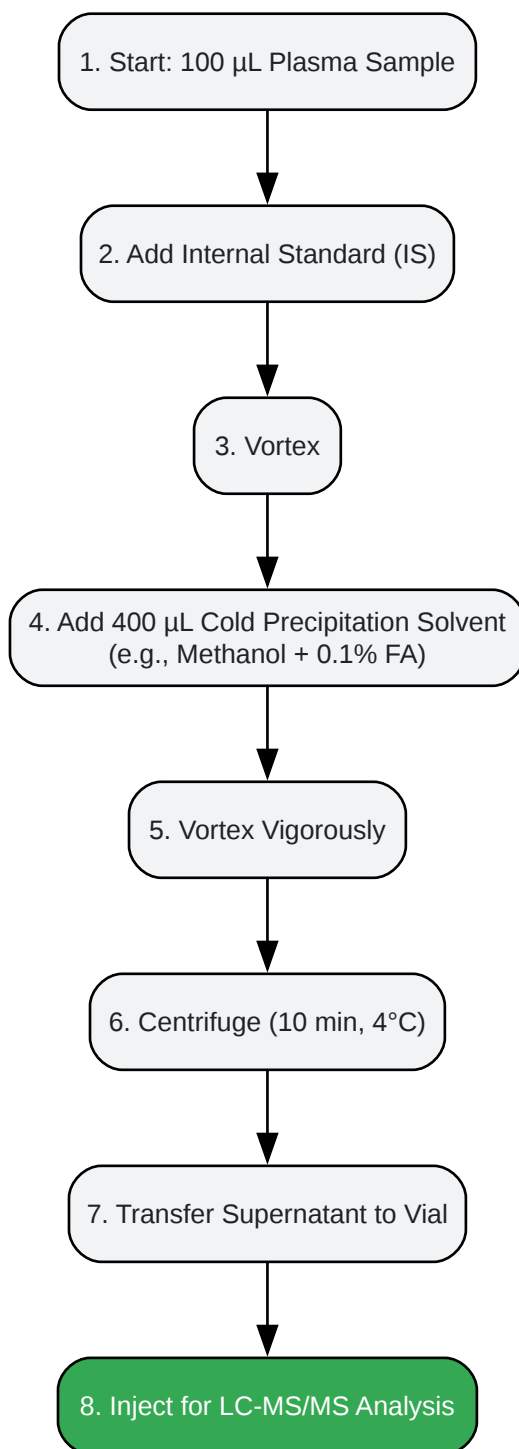 1. Start: 100 µL Plasma Sample
2. Add Internal Standard (IS)
3. Vortex
4. Add 400 µL Cold Precipitation Solvent
(e.g., Methanol + 0.1% FA)
5. Vortex Vigorously
6. Centrifuge (10 min, 4°C)
7. Transfer Supernatant to Vial
8. Inject for LC-MS/MS Analysis